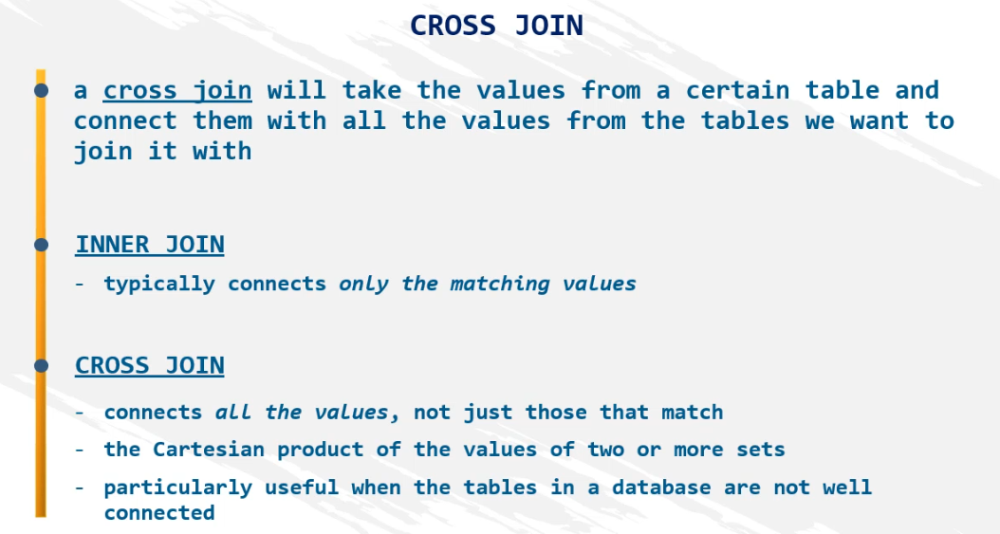 CROSS JOIN
a cross join will take the values from a certain table and
connect them with all the values from the tables we want to
join it with
INNER JOIN
- typically connects only the matching values
CROSS JOIN
- connects all the values, not just those that match
- the Cartesian product of the values of two or more sets
- particularly useful when the tables in a database are not well
connected